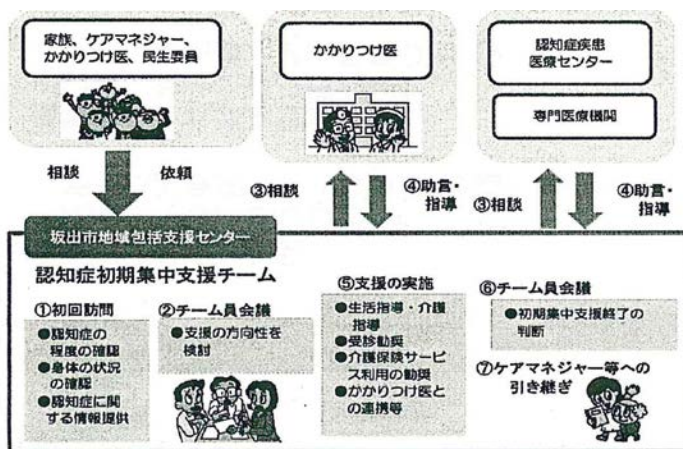 家族、ケアマネジャー、
かかりつけ医、民生委員
かかりつけ医
認知症疾患
医療センター
専門医療機関
相談
依頼
③相談
④助言・
指導
③相談
④助言・
指導
坂出市地域包括支援センター
認知症初期集中支援チーム
①初回訪問
●認知症の
程度の確認
●身体の状況
の確認
●認知症に関
する情報提供
②チーム員会議
●支援の方向性を
検討
⑤支援の実施
●生活指導・介護
指導
●受診勧奨
●介護保険サービ
ス利用の勧奨
●かかりつけ医と
の連携等
⑥チーム員会議
●初期集中支援終了の
判断
⑦ケアマネジャー等への
引き継ぎ